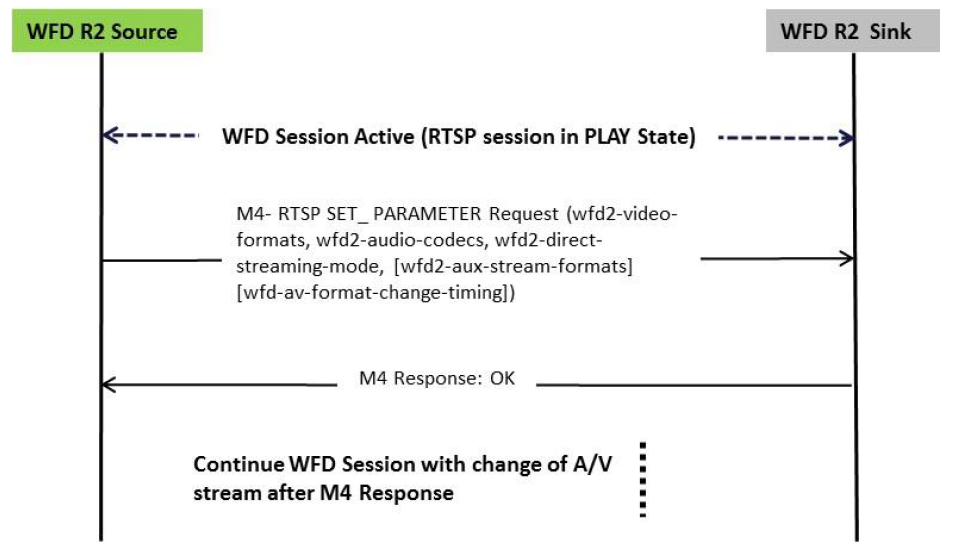 WFD R2 Source
WFD R2 Sink
WFD Session Active (RTSP session in PLAY State)
M4- RTSP SET_ PARAMETER Request (wfd2-video-
formats, wfd2-audio-codecs, wfd2-direct-
streaming-mode, [wfd2-aux-stream-formats]
[wfd-av-format-change-timing])
M4 Response: OK
Continue WFD Session with change of A/V
stream after M4 Response